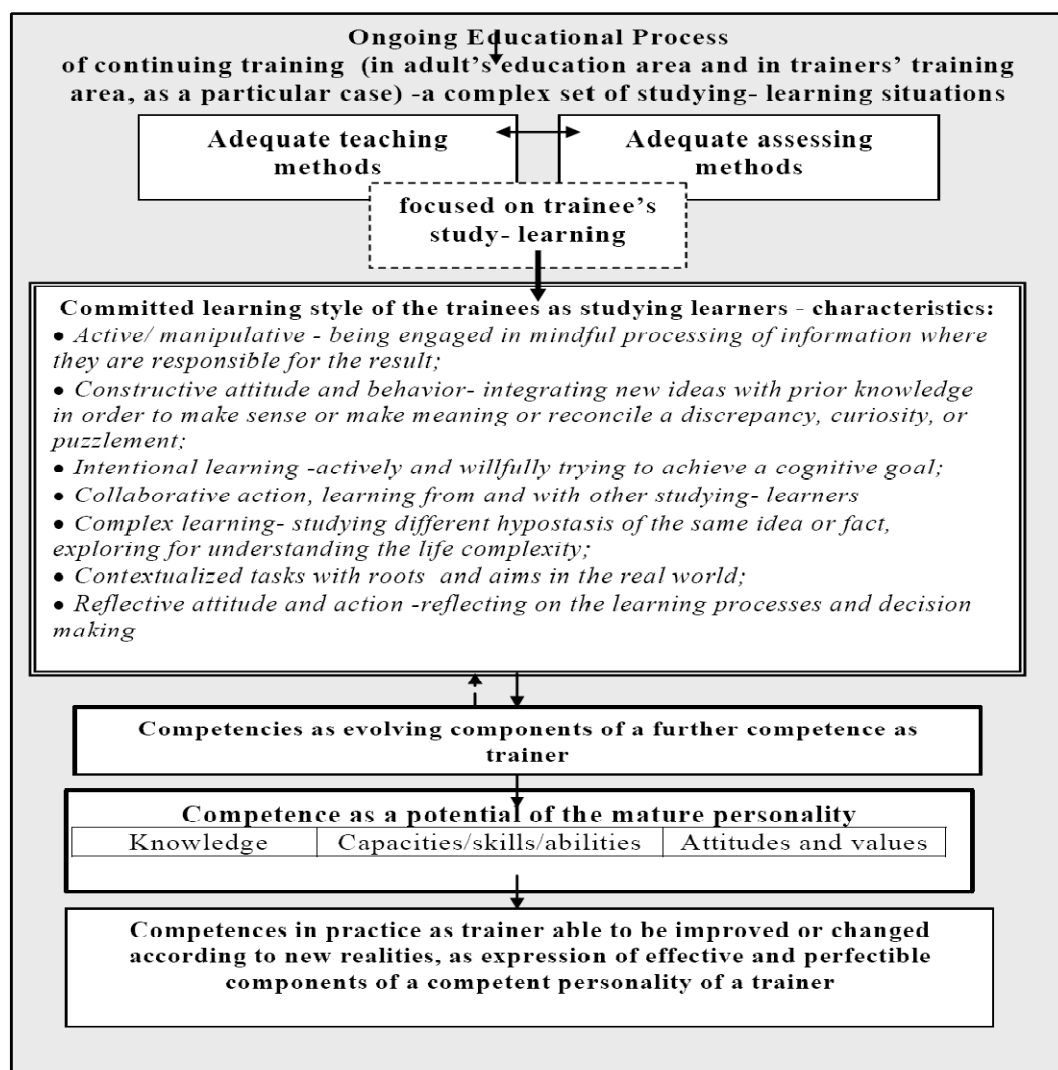 Ongoing Educational Process
of continuing training (in adult's education area and in trainers' training
area, as a particular case) -a complex set of studying- learning situations
Adequate teaching
methods
Adequate assessing
methods
focused on trainee's
study- learning
Committed learning style of the trainees as studying learners - characteristics:
• Active/ manipulative - being engaged in mindful processing of information where
they are responsible for the result;
• Constructive attitude and behavior- integrating new ideas with prior knowledge
in order to make sense or make meaning or reconcile a discrepancy, curiosity, or
puzzlement;
• Intentional learning -actively and willfully trying to achieve a cognitive goal;
• Collaborative action, learning from and with other studying- learners
• Complex learning- studying different hypostasis of the same idea or fact,
exploring for understanding the life complexity;
• Contextualized tasks with roots and aims in the real world;
• Reflective attitude and action -reflecting on the learning processes and decision
making
Competencies as evolving components of a further competence as
trainer
Competence as a potential of the mature personality
Knowledge
Capacities/skills/abilities
Attitudes and values
Competences in practice as trainer able to be improved or changed
according to new realities, as expression of effective and perfectible
components of a competent personality of a trainer